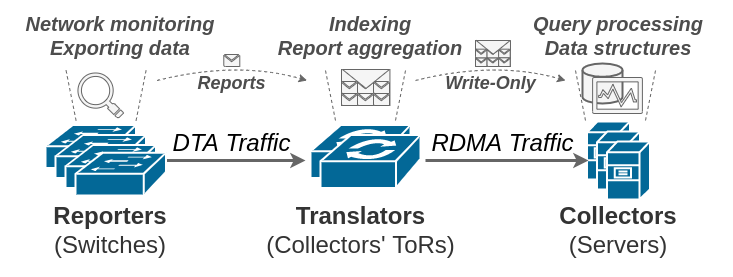 Network monitoring
Exporting data
Indexing
Report aggregation
Query processing
Data structures
Reports
Write-Only
DTA Traffic
RDMA Traffic
Reporters
(Switches)
Translators
(Collectors' ToRs)
Collectors
(Servers)